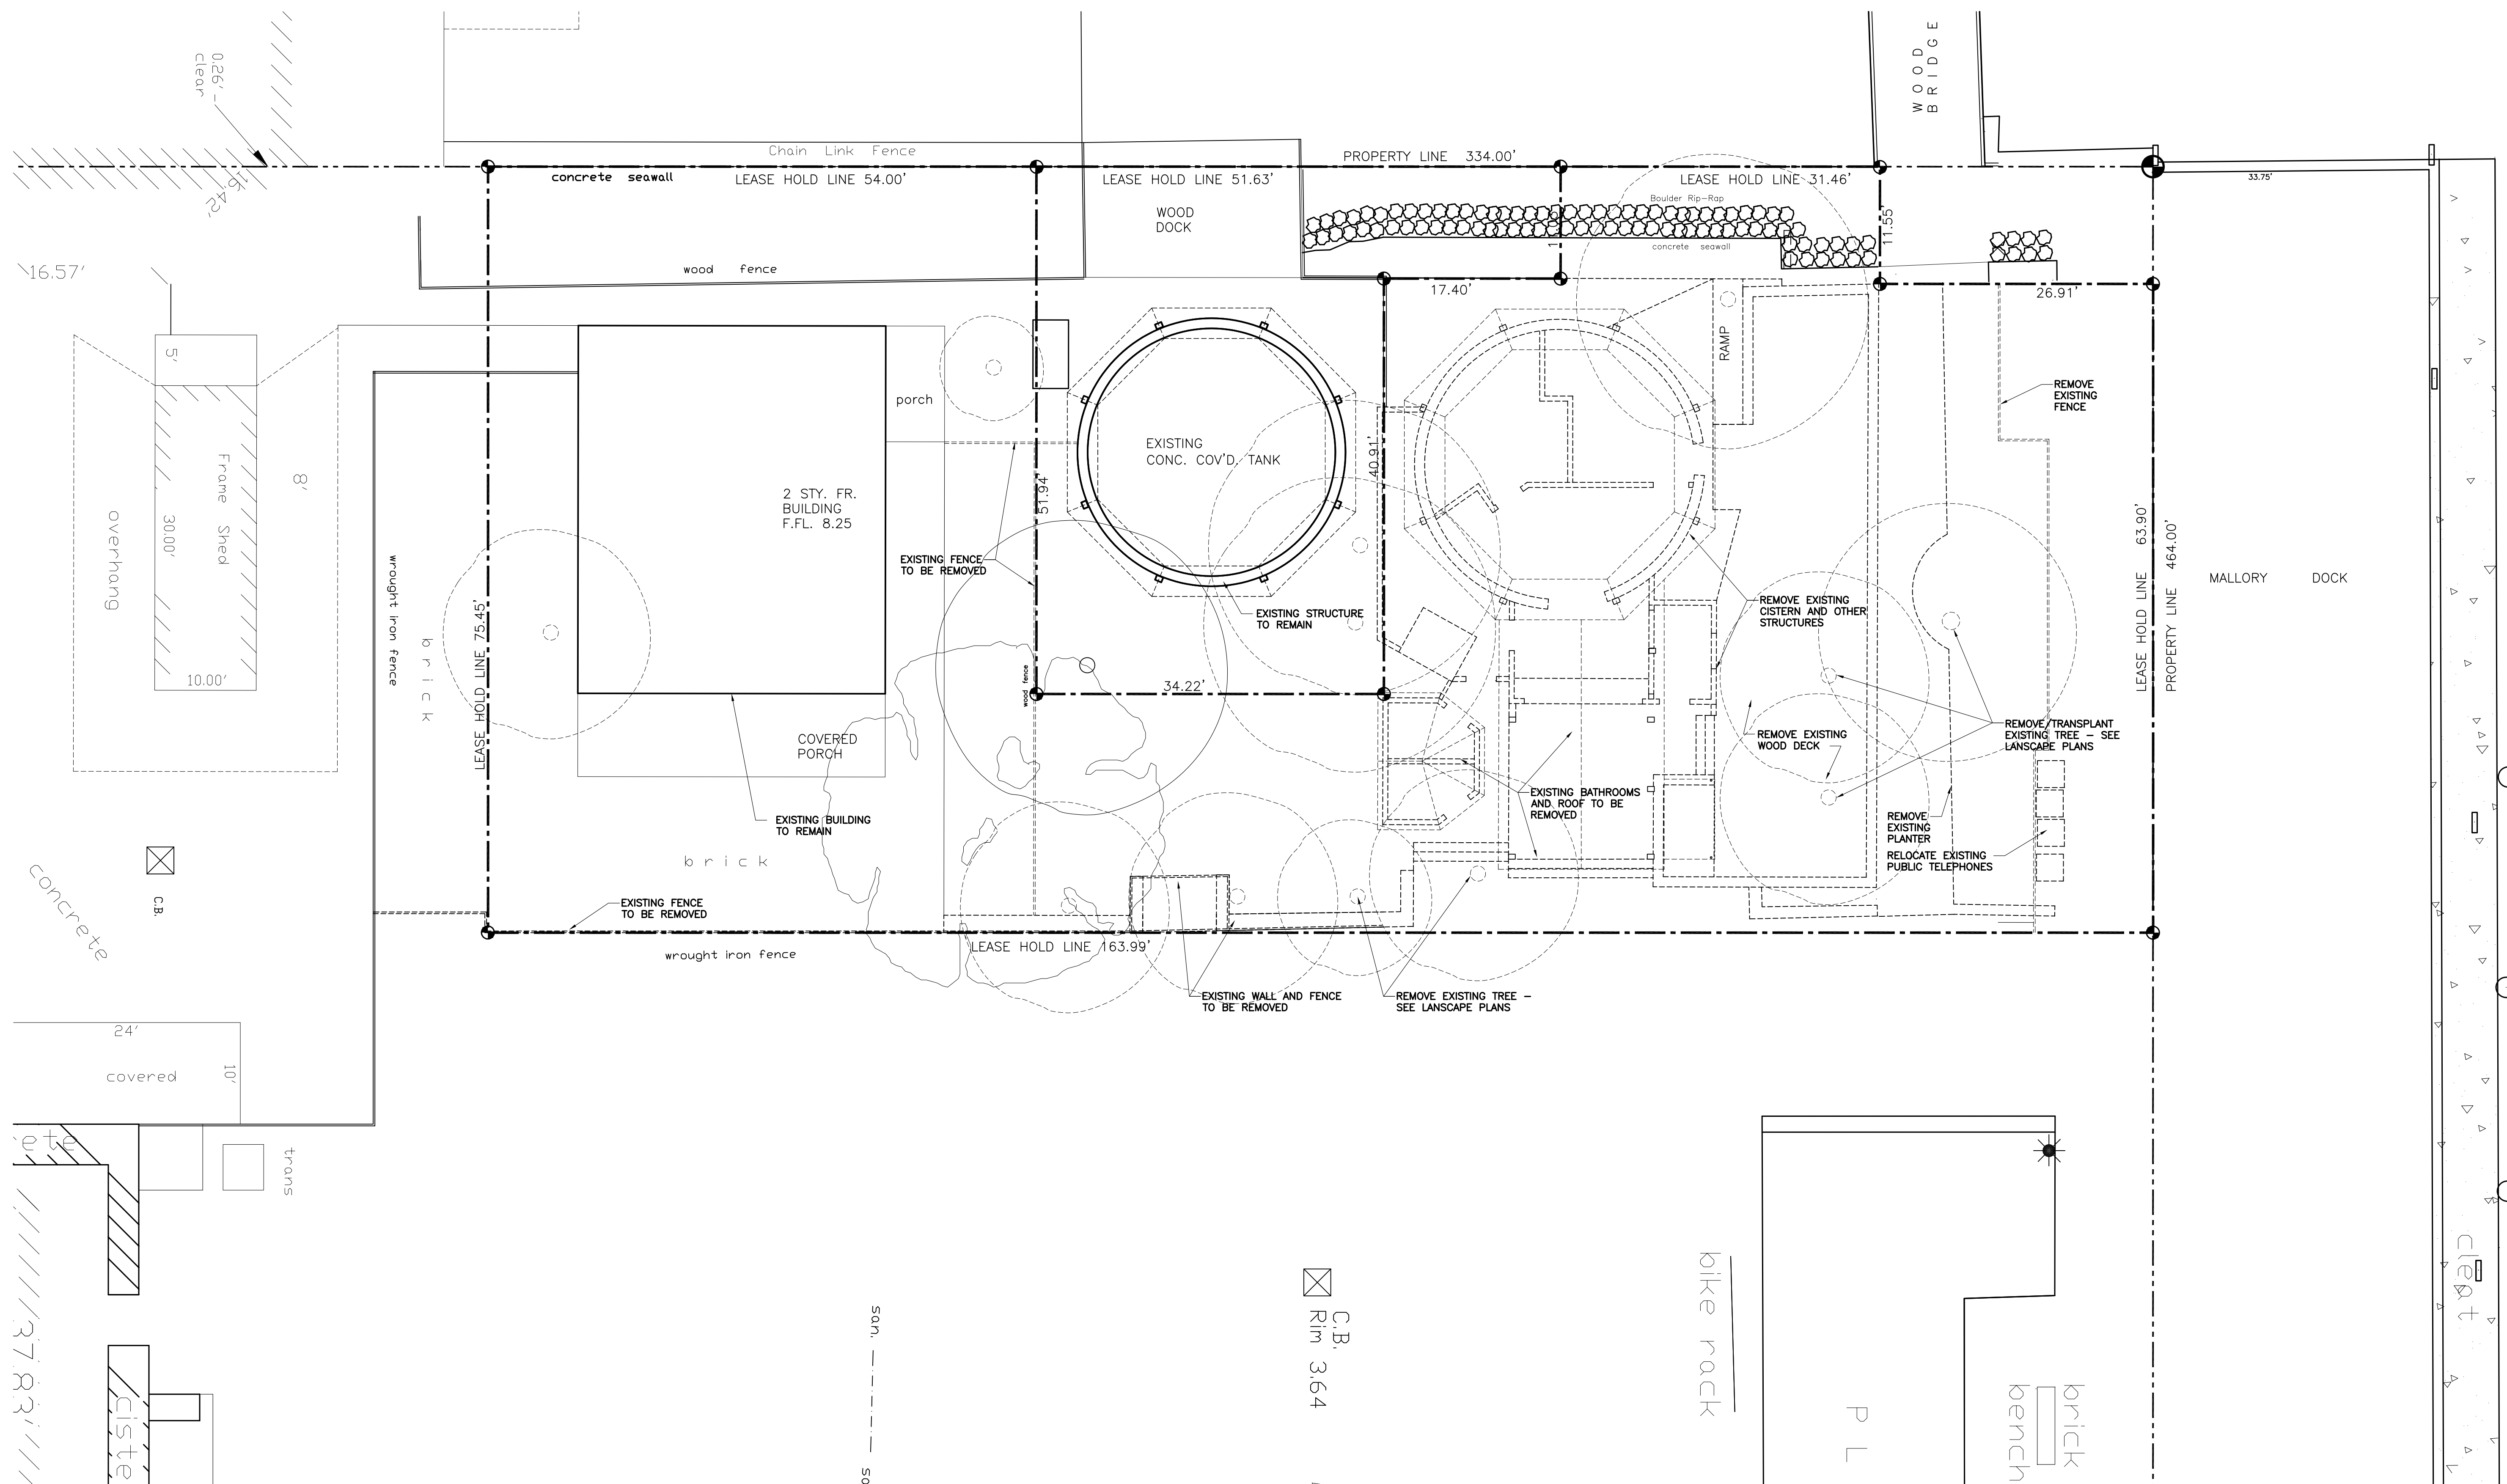 0.26' -
clear
16.42'
WOOD
BRIDGE
Chain Link Fence
PROPERTY LINE 334.00'
concrete seawall
LEASE HOLD LINE 54.00'
LEASE HOLD LINE 51.63'
LEASE HOLD LINE 31.46'
33.75'
Boulder Rip-Rap
WOOD
DOCK
11.55'
concrete seawall
16.57'
wood fence
17.40'
26.91'
5'
RAMP
porch
REMOVE
EXISTING
FENCE
EXISTING
CONC. COV'D. TANK
40.91'
8'
Frame Shed
30.00'
overhang
10.00'
51.94'
2 STY. FR.
BUILDING
F.FL. 8.25
EXISTING FENCE
TO BE REMOVED
LEASE HOLD LINE 63.90'
PROPERTY LINE 464.00'
MALLORY DOCK
wrought iron fence
brick
LEASE HOLD LINE 75.45'
EXISTING STRUCTURE
TO REMAIN
REMOVE EXISTING
CISTERN AND OTHER
STRUCTURES
wood fence
34.22'
REMOVE/TRANSPLANT
EXISTING TREE - SEE
LANSCAPE PLANS
REMOVE EXISTING
WOOD DECK
COVERED
PORCH
EXISTING BATHROOMS
AND ROOF TO BE
REMOVED
EXISTING BUILDING
TO REMAIN
REMOVE
EXISTING
PLANTER
RELOCATE EXISTING
PUBLIC TELEPHONES
brick
concrete
C.B.
EXISTING FENCE
TO BE REMOVED
LEASE HOLD LINE 163.99'
wrought iron fence
EXISTING WALL AND FENCE
TO BE REMOVED
REMOVE EXISTING TREE -
SEE LANSCAPE PLANS
24'
covered
10'
ete
trans
37.83'
ciste
san.
C.B.
Rim 3.64
bike rack
cleat
P L
brick
bench